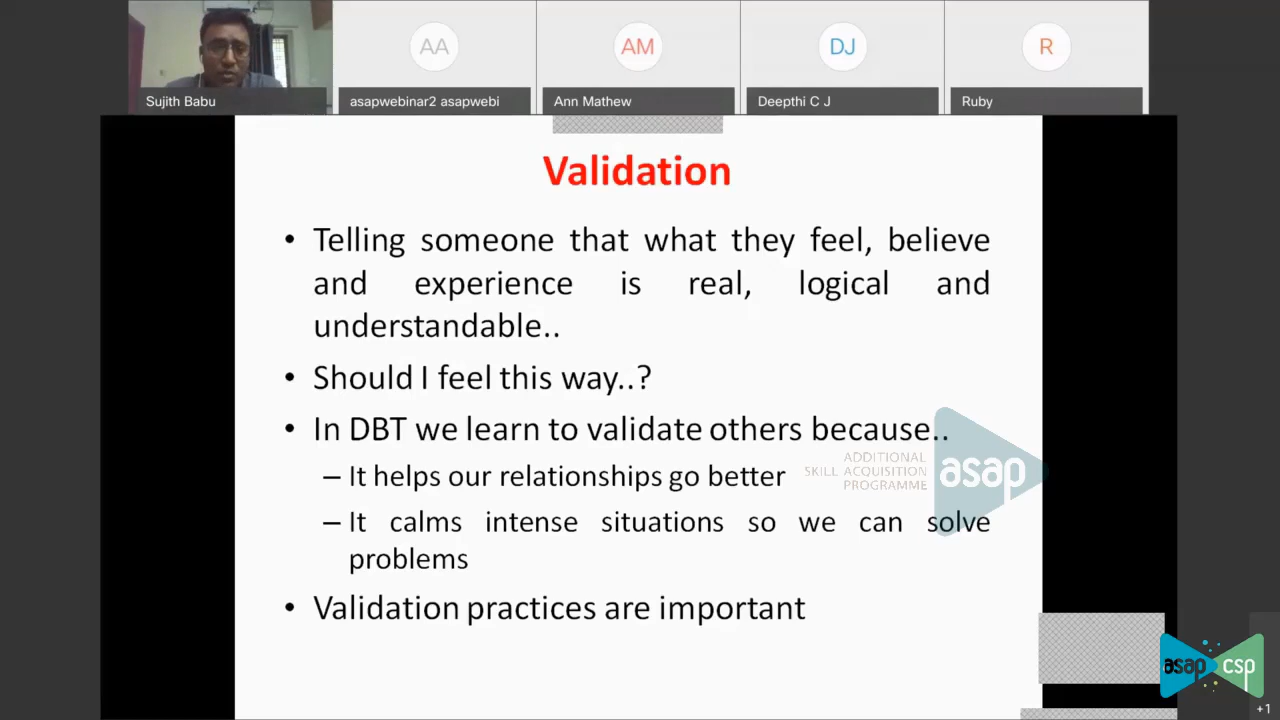 AA
AM
DJ
R
Sujith Babu
asapwebinar2 asapwebi
Ann Mathew
Deepthi C J
Ruby
Validation
• Telling someone that what they feel, believe
and experience is real, logical and
understandable..
• Should I feel this way..?
• In DBT we learn to validate others because..
– It helps our relationships go better
– It calms intense situations so we can solve
problems
• Validation practices are important
ADDITIONAL
SKILL ACQUISITION
PROGRAMME
asap
asap csp
+1